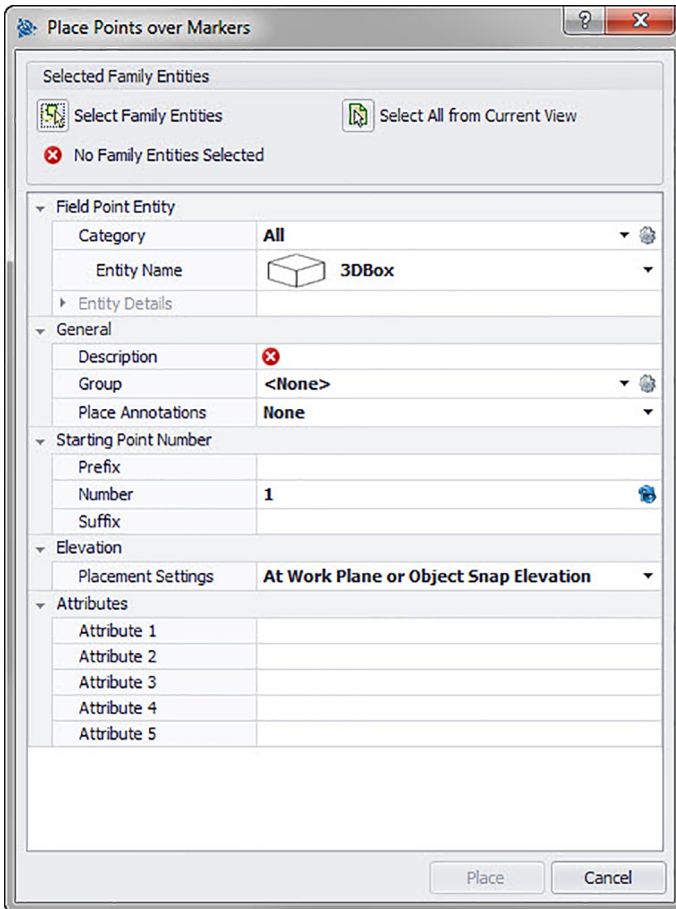 Place Points over Markers
Selected Family Entities
Select Family Entities Select All from Current View
No Family Entities Selected
Field Point Entity
Category All
Entity Name 3DBox
Entity Details
General
Description
Group <None>
Place Annotations None
Starting Point Number
Prefix
Number 1
Suffix
Elevation
Placement Settings At Work Plane or Object Snap Elevation
Attributes
Attribute 1
Attribute 2
Attribute 3
Attribute 4
Attribute 5
Place Cancel